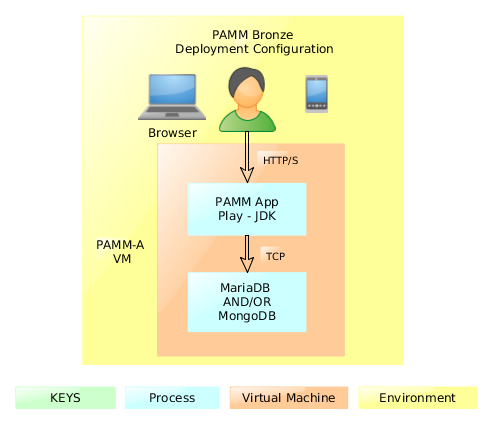 PAMM Bronze
Deployment Configuration
Browser
HTTP/S
PAMM App
Play - JDK
PAMM-A
VM
TCP
MariaDB
AND/OR
MongoDB
KEYS
Process
Virtual Machine
Environment